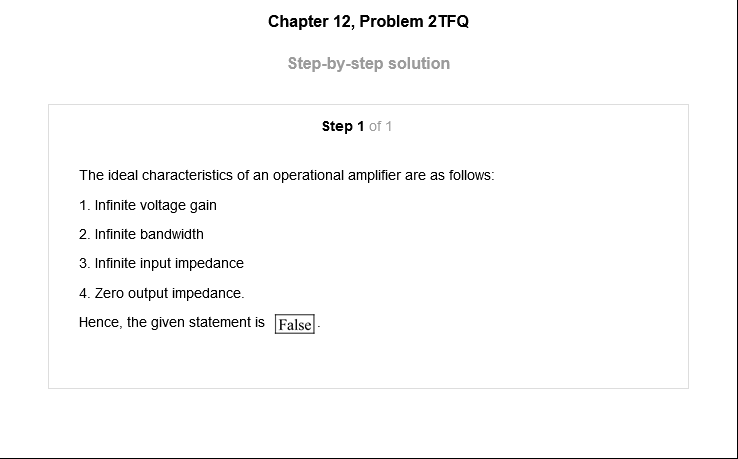 Chapter 12, Problem 2TFQ
Step-by-step solution
Step 1 of 1
The ideal characteristics of an operational amplifier are as follows:
1. Infinite voltage gain
2. Infinite bandwidth
3. Infinite input impedance
4. Zero output impedance.
Hence, the given statement is False.